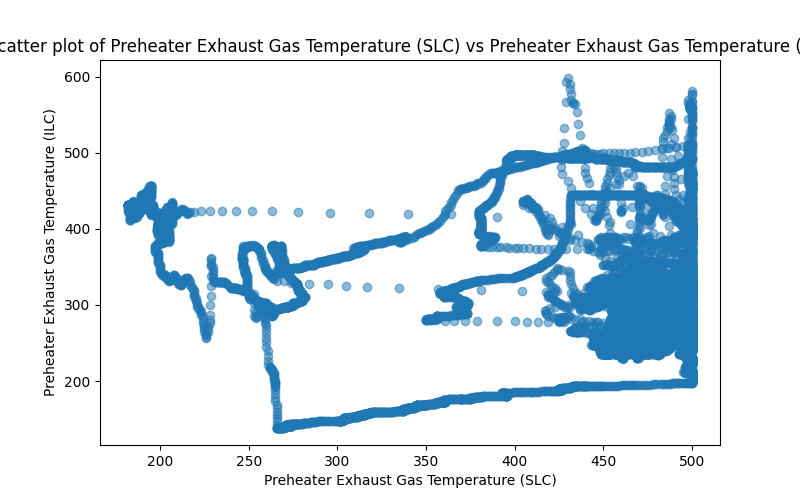 catter plot of Preheater Exhaust Gas Temperature (SLC) vs Preheater Exhaust Gas Temperature (
600
500
400
300
200
Preheater Exhaust Gas Temperature (ILC)
200 250 300 350 400 450 500
Preheater Exhaust Gas Temperature (SLC)